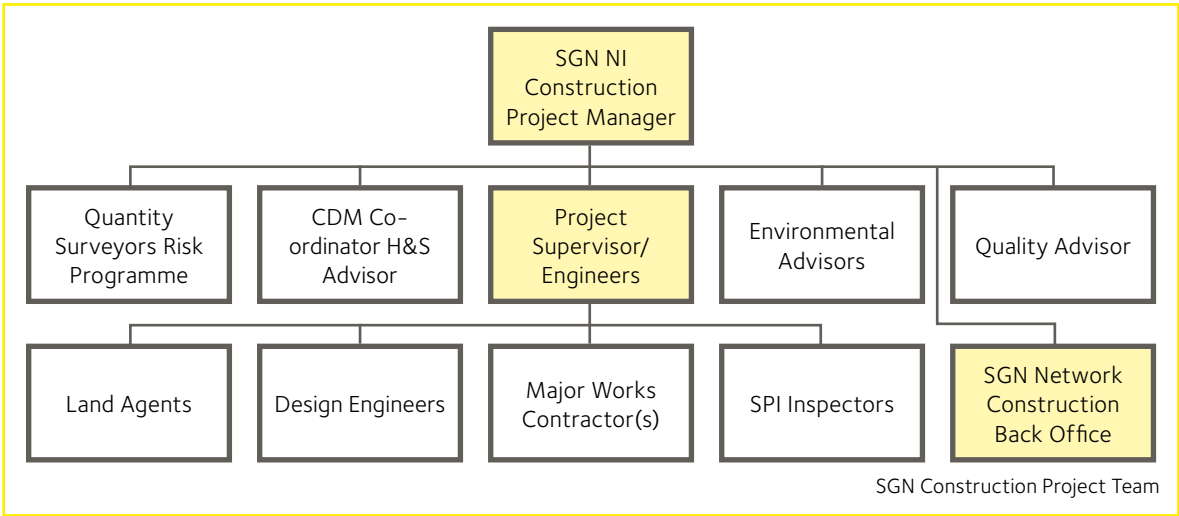 SGN NI
Construction
Project Manager
Quantity
Surveyors Risk
Programme
CDM Co-
ordinator H&S
Advisor
Project
Supervisor/
Engineers
Environmental
Advisors
Quality Advisor
Land Agents
Design Engineers
Major Works
Contractor(s)
SPI Inspectors
SGN Network
Construction
Back Office
SGN Construction Project Team